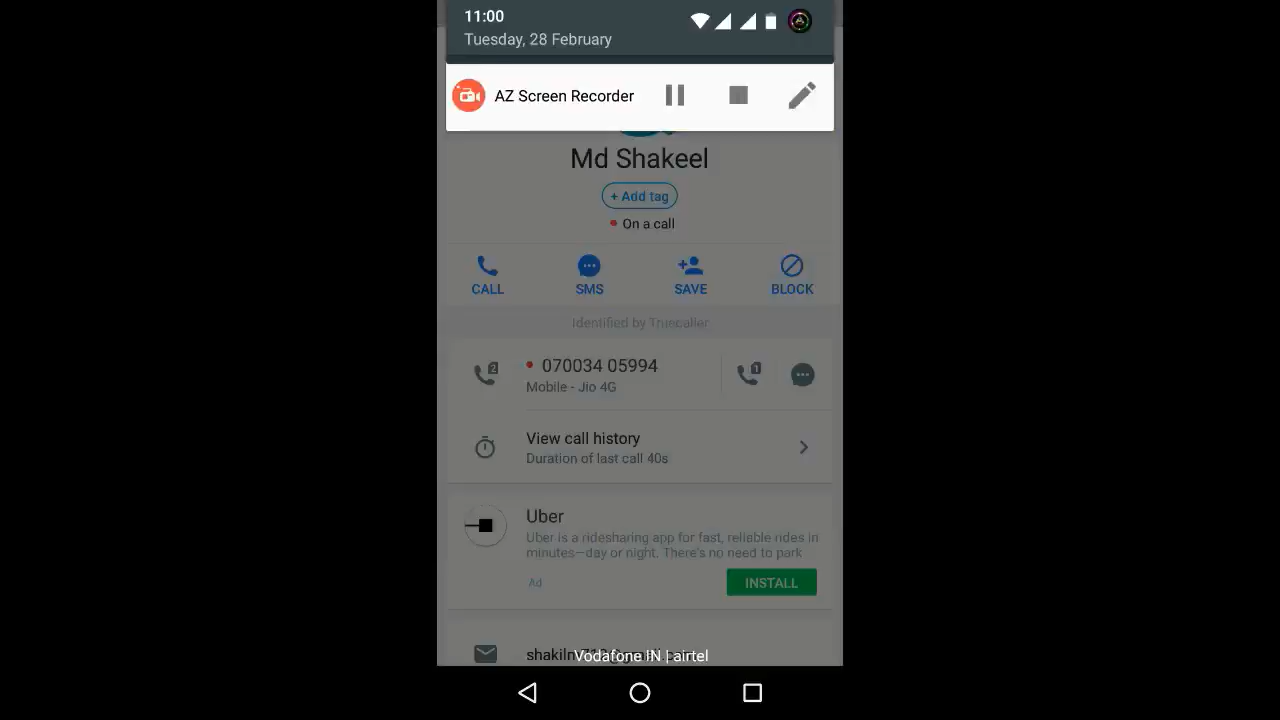 11:00
Tuesday, 28 February
AZ Screen Recorder
Md Shakeel
+ Add tag
On a call
CALL SMS SAVE BLOCK
Identified by Truecaller
2
070034 05994
1
Mobile - Jio 4G
View call history
Duration of last call 40s
Uber
Uber is a ridesharing app for fast, reliable rides in
minutes—day or night. There's no need to park
Ad
INSTALL
Vodafone IN | airtel